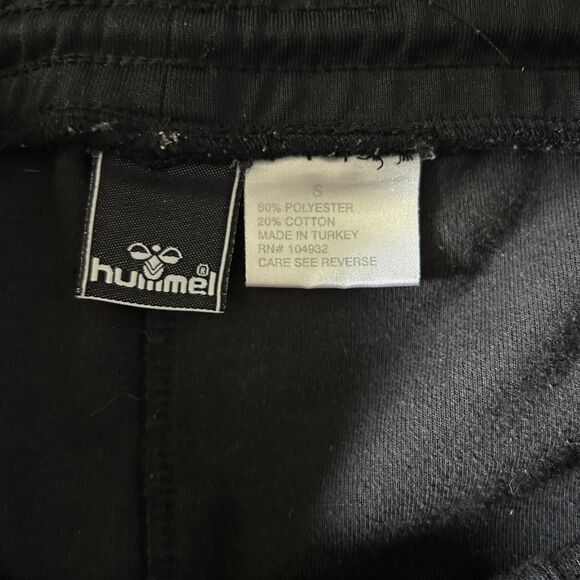 hummel®
S
80% POLYESTER
20% COTTON
MADE IN TURKEY
RN# 104932
CARE SEE REVERSE